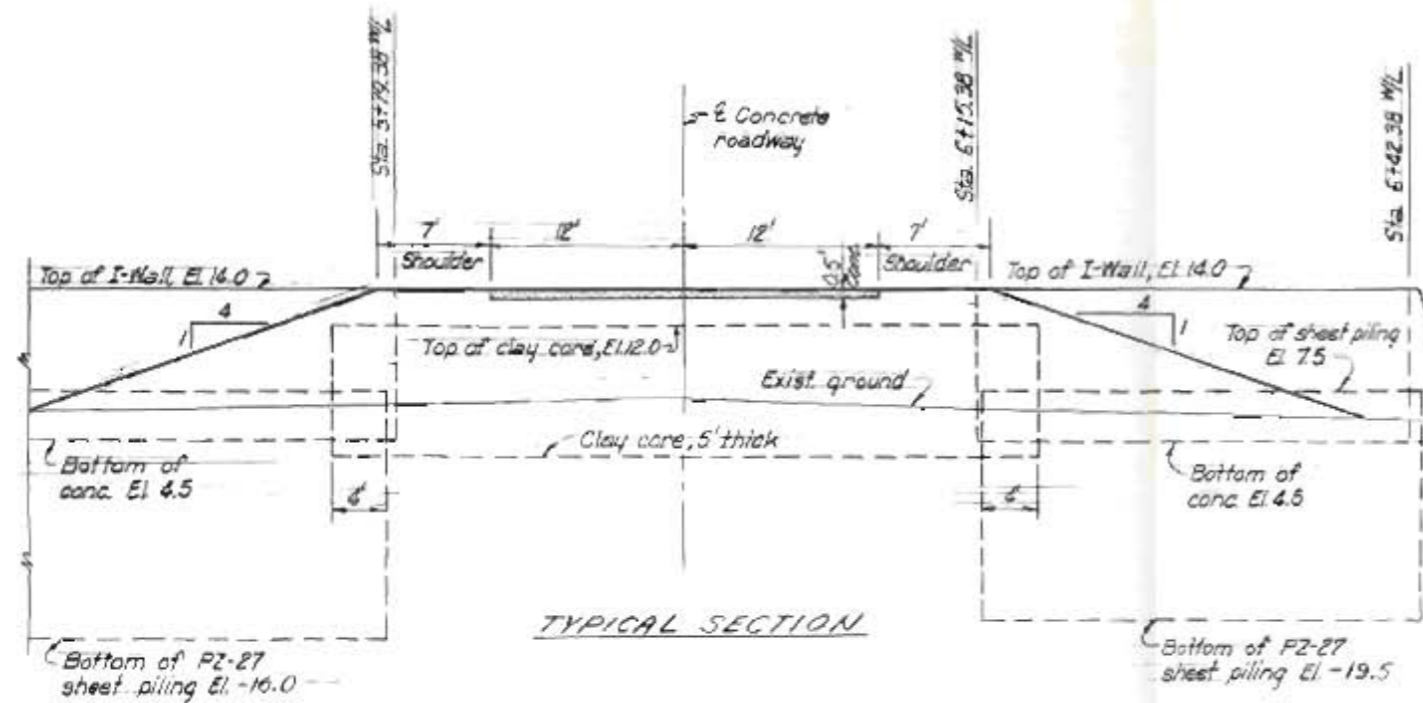 Sta. 5+79.38 W/L
℄ Concrete
roadway
Sta. 6+15.38 W/L
Sta. 6+42.38 W/L
7'
12'
12'
7'
Shoulder
0.5'
Conc.
Shoulder
Top of I-Wall, El. 14.0
Top of I-Wall, El. 14.0
4
1
4
1
Top of clay core, El. 12.0
Top of sheet piling
El. 7.5
Exist. ground
Clay core, 5' thick
Bottom of
conc. El. 4.5
Bottom of
conc. El. 4.5
TYPICAL SECTION
Bottom of PZ-27
sheet piling El. -16.0
Bottom of PZ-27
sheet piling El. -19.5